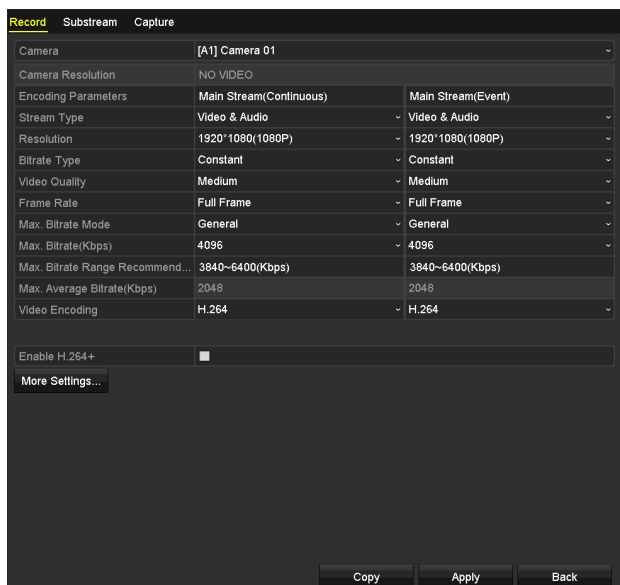 Record Substream Capture
Camera [A1] Camera 01
Camera Resolution NO VIDEO
Encoding Parameters Main Stream(Continuous) Main Stream(Event)
Stream Type Video & Audio Video & Audio
Resolution 1920*1080(1080P) 1920*1080(1080P)
Bitrate Type Constant Constant
Video Quality Medium Medium
Frame Rate Full Frame Full Frame
Max. Bitrate Mode General General
Max. Bitrate(Kbps) 4096 4096
Max. Bitrate Range Recommend... 3840~6400(Kbps) 3840~6400(Kbps)
Max. Average Bitrate(Kbps) 2048 2048
Video Encoding H.264 H.264
Enable H.264+
More Settings...
Copy Apply Back